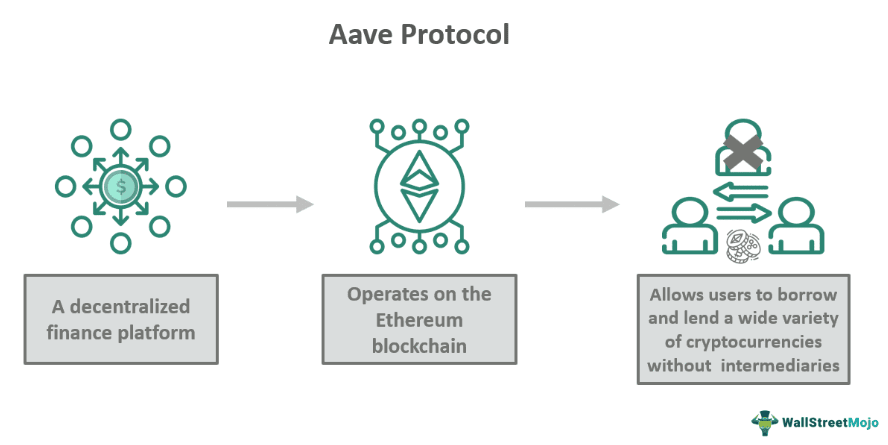 Aave Protocol
$
A decentralized
finance platform
Operates on the
Ethereum
blockchain
Allows users to borrow
and lend a wide variety
of cryptocurrencies
without intermediaries
WallStreetMojo